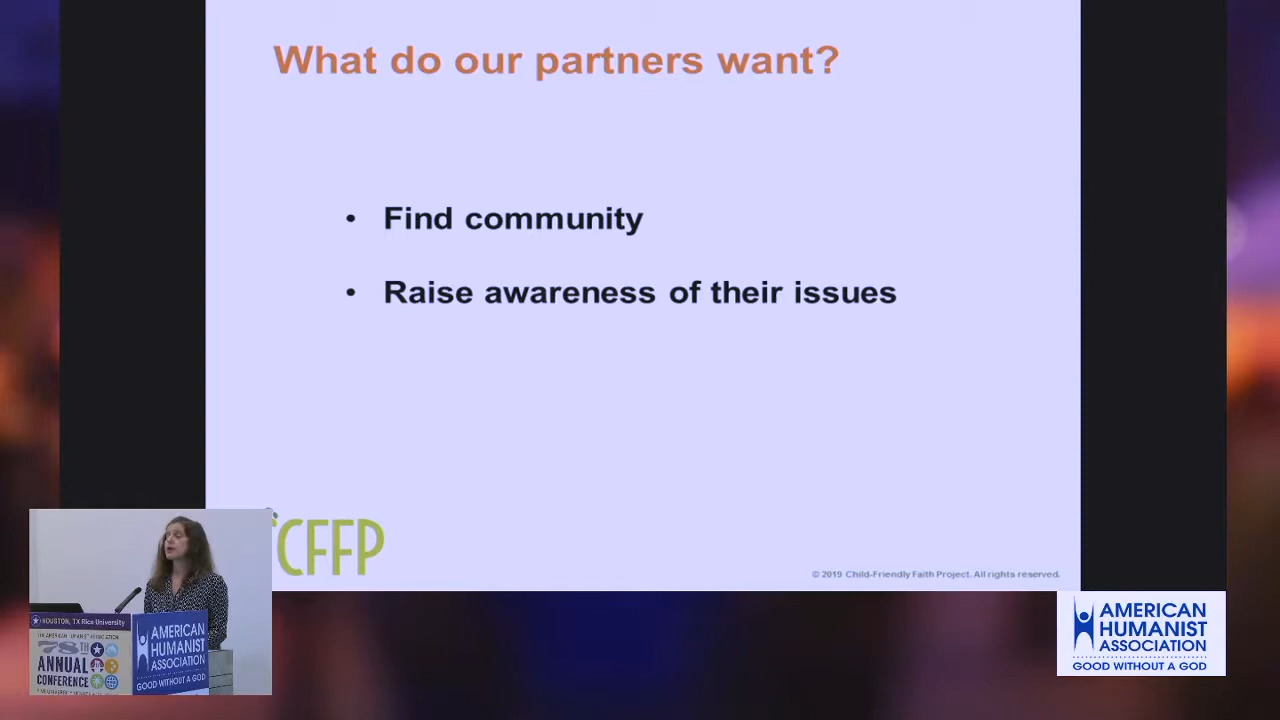 What do our partners want?
• Find community
• Raise awareness of their issues
CFFP
© 2019 Child-Friendly Faith Project. All rights reserved.
HOUSTON, TX Rice University
78TH
ANNUAL
CONFERENCE
AMERICAN
HUMANIST
ASSOCIATION
GOOD WITHOUT A GOD
AMERICAN
HUMANIST
ASSOCIATION
GOOD WITHOUT A GOD